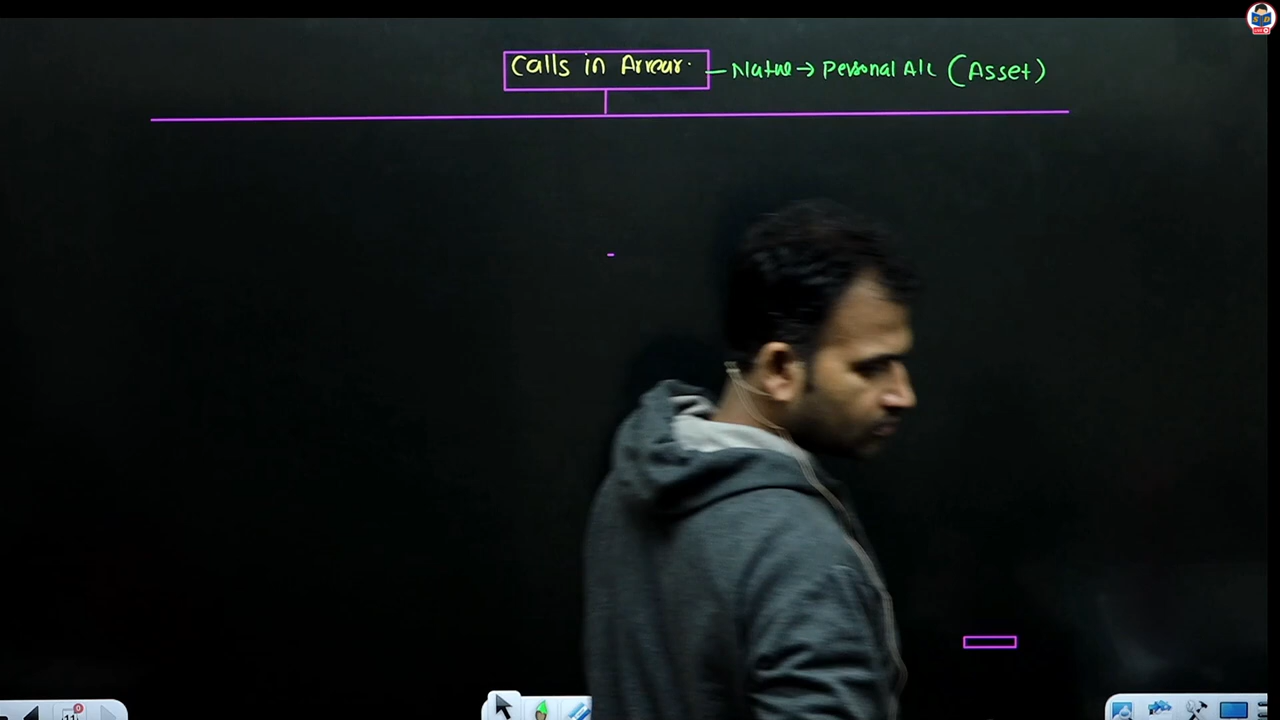 Calls in Arrear. – Nature → Personal A/c (Asset)